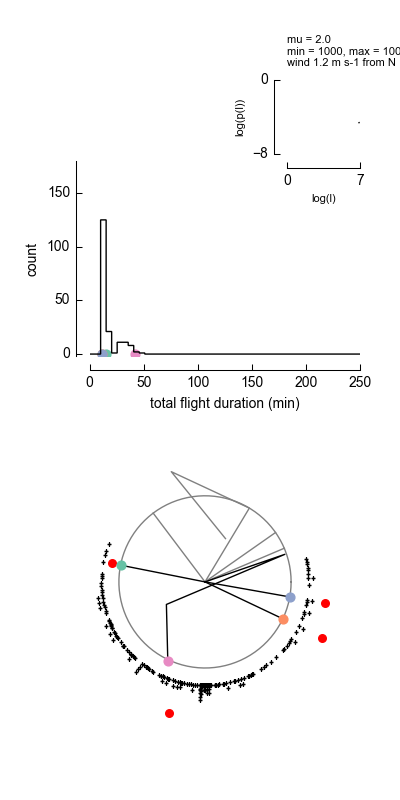 mu = 2.0
min = 1000, max = 100
wind 1.2 m s-1 from N
0
log(p(l))
−8
0
7
log(l)
150
100
50
0
count
0
50
100
150
200
250
total flight duration (min)